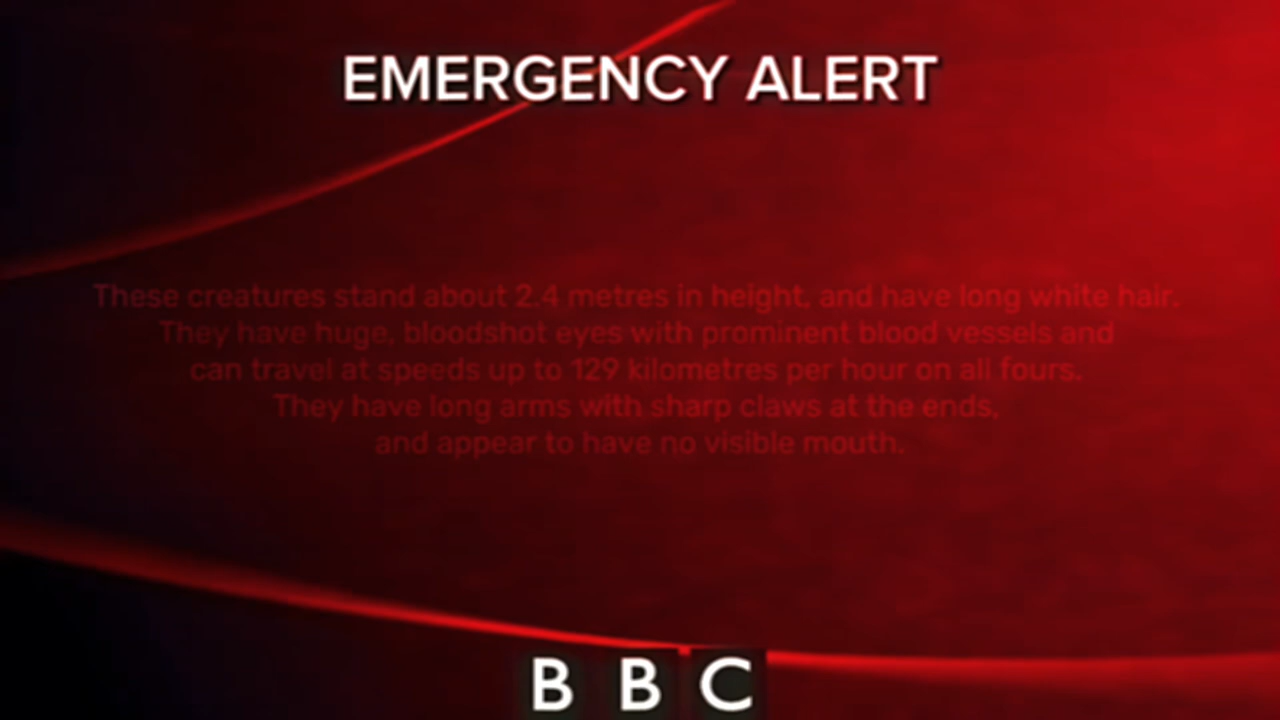 EMERGENCY ALERT
These creatures stand about 2.4 metres in height, and have long white hair.
They have huge, bloodshot eyes with prominent blood vessels and
can travel at speeds up to 129 kilometres per hour on all fours.
They have long arms with sharp claws at the ends,
and appear to have no visible mouth.
BBC